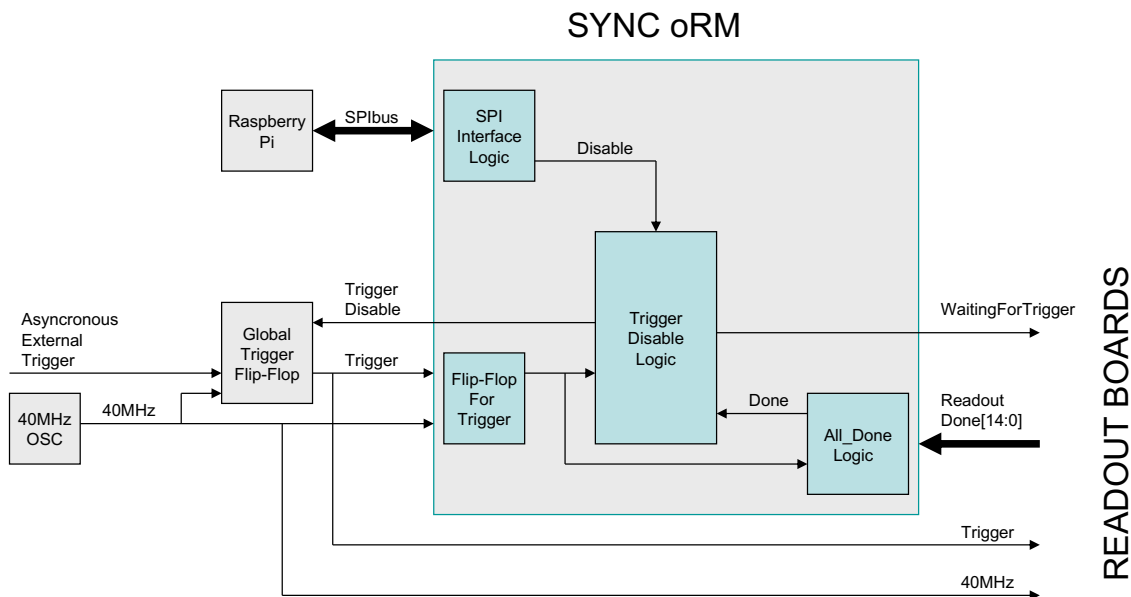 SYNC oRM
Raspberry
Pi
SPIbus
SPI
Interface
Logic
Disable
Asyncronous
External
Trigger
Global
Trigger
Flip-Flop
Trigger
Disable
Trigger
Trigger
Disable
Logic
WaitingForTrigger
40MHz
OSC
40MHz
Flip-Flop
For
Trigger
Done
All_Done
Logic
Readout
Done[14:0]
Trigger
40MHz
READOUT BOARDS